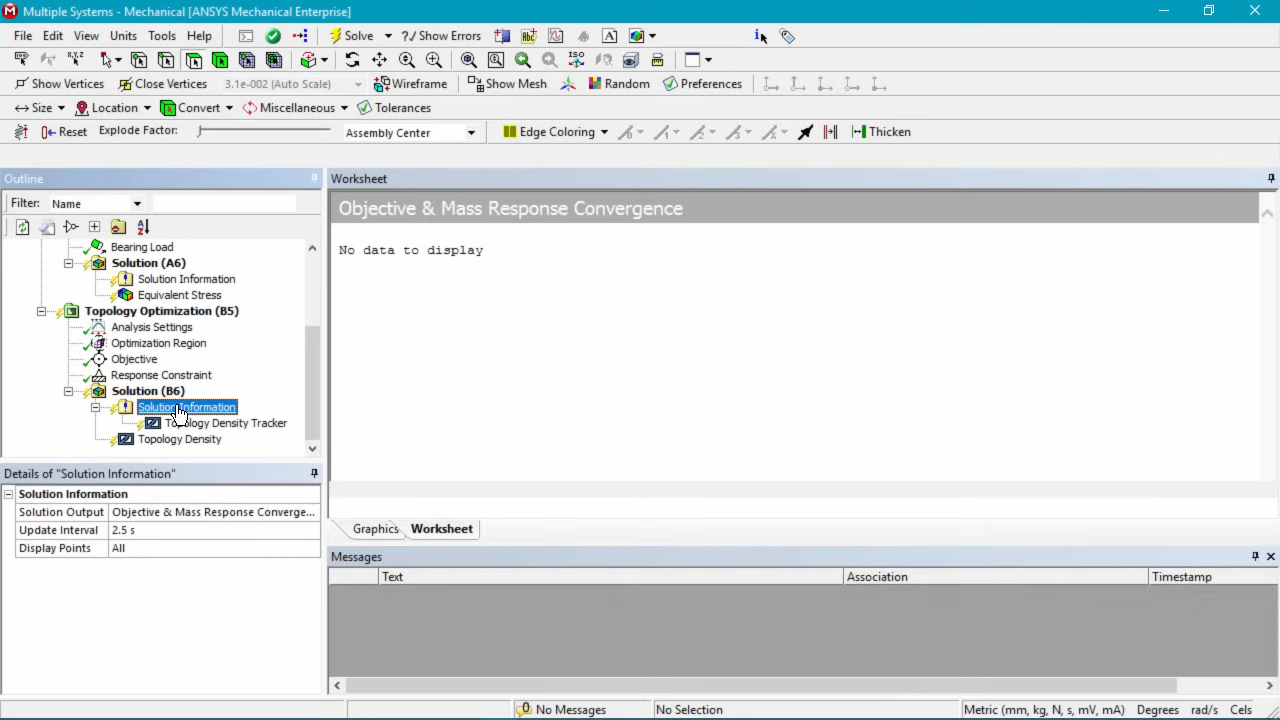 Multiple Systems - Mechanical [ANSYS Mechanical Enterprise]
File Edit View Units Tools Help Solve ?/ Show Errors
Show Vertices Close Vertices 3.1e-002 (Auto Scale) Wireframe Show Mesh Random Preferences
Size Location Convert Miscellaneous Tolerances
Reset Explode Factor: Assembly Center Edge Coloring Thicken
Outline
Filter: Name
Bearing Load
Solution (A6)
Solution Information
Equivalent Stress
Topology Optimization (B5)
Analysis Settings
Optimization Region
Objective
Response Constraint
Solution (B6)
Solution Information
Topology Density Tracker
Topology Density
Details of "Solution Information"
Solution Information
Solution Output Objective & Mass Response Converge...
Update Interval 2.5 s
Display Points All
Worksheet
Objective & Mass Response Convergence
No data to display
Graphics Worksheet
Messages
Text Association Timestamp
No Messages No Selection Metric (mm, kg, N, s, mV, mA) Degrees rad/s Cels